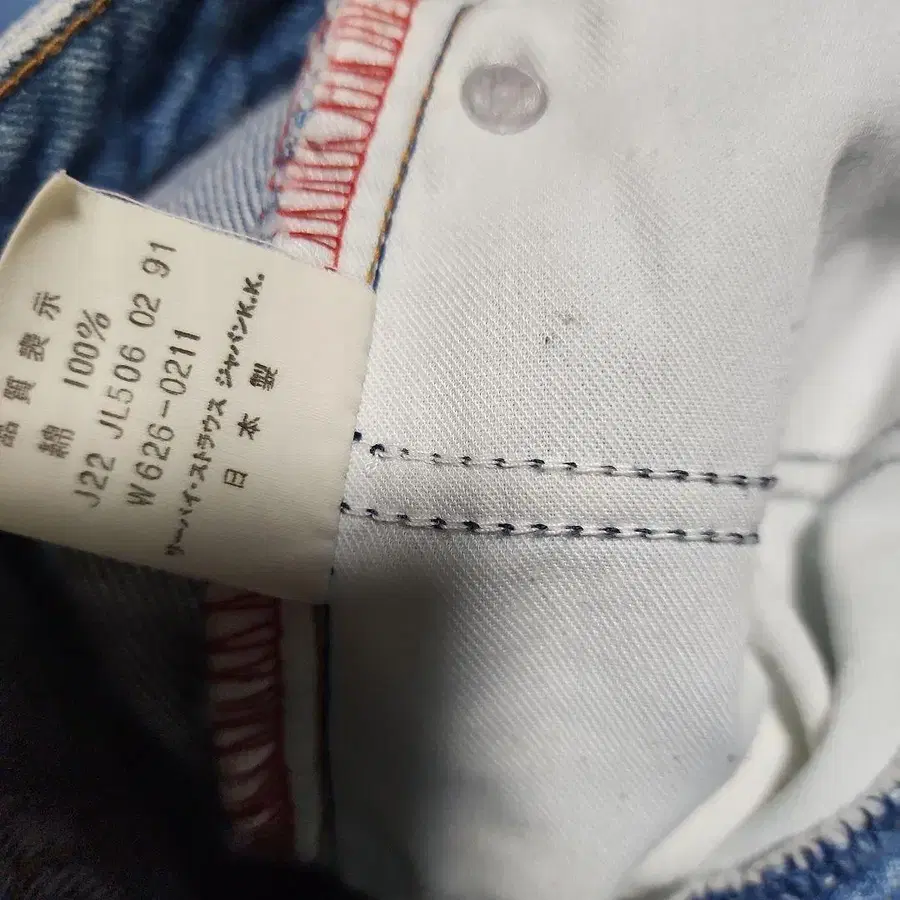 品質表示
綿 100%
J22 JL506 02 91
W626-0211
リーバイ・ストラウス ジャパンK.K.
日本製